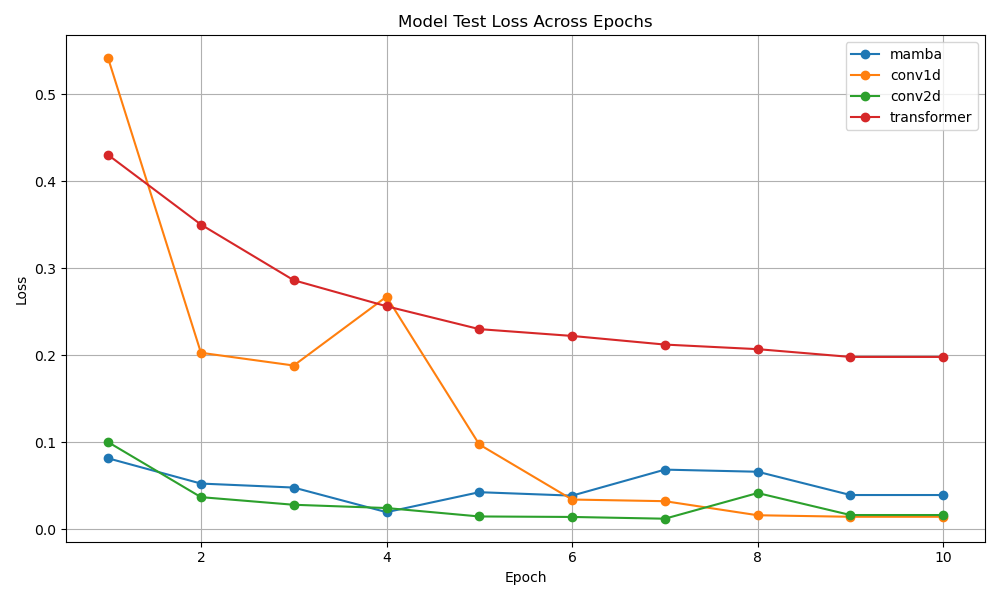 Model Test Loss Across Epochs
mamba
conv1d
conv2d
transformer
0.5
0.4
0.3
0.2
0.1
0.0
Loss
2
4
6
8
10
Epoch